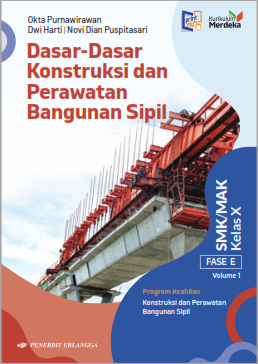 Okta Purnawirawan
Dwi Harti | Novi Dian Puspitasari
Kurikulum
Merdeka
Dasar-Dasar
Konstruksi dan
Perawatan
Bangunan Sipil
SMK/MAK
Kelas X
FASE E
Volume 1
Program Keahlian
Konstruksi dan Perawatan
Bangunan Sipil
PENERBIT ERLANGGA